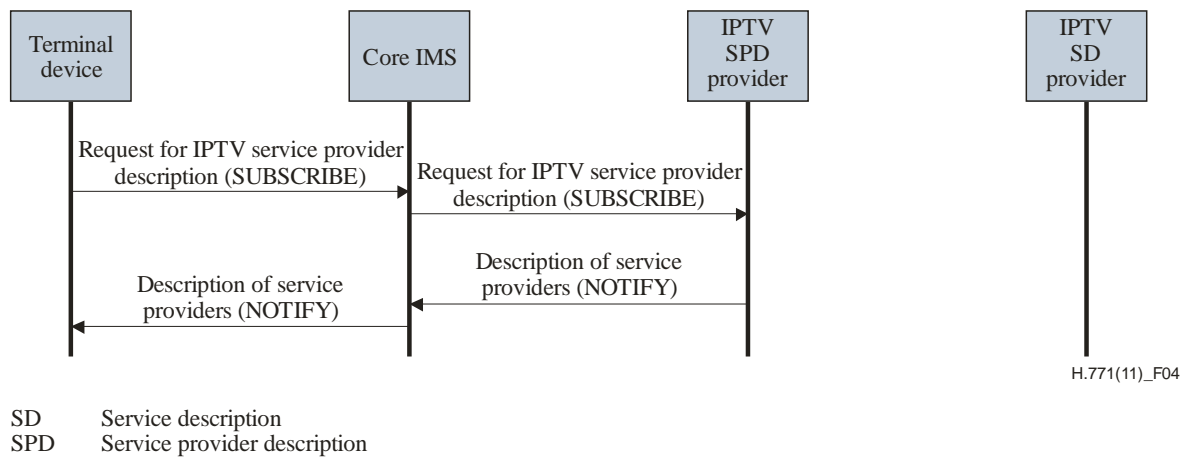 Terminal
device
Core IMS
IPTV
SPD
provider
IPTV
SD
provider
Request for IPTV service provider
description (SUBSCRIBE)
Request for IPTV service provider
description (SUBSCRIBE)
Description of service
providers (NOTIFY)
Description of service
providers (NOTIFY)
H.771(11)_F04
SD Service description
SPD Service provider description